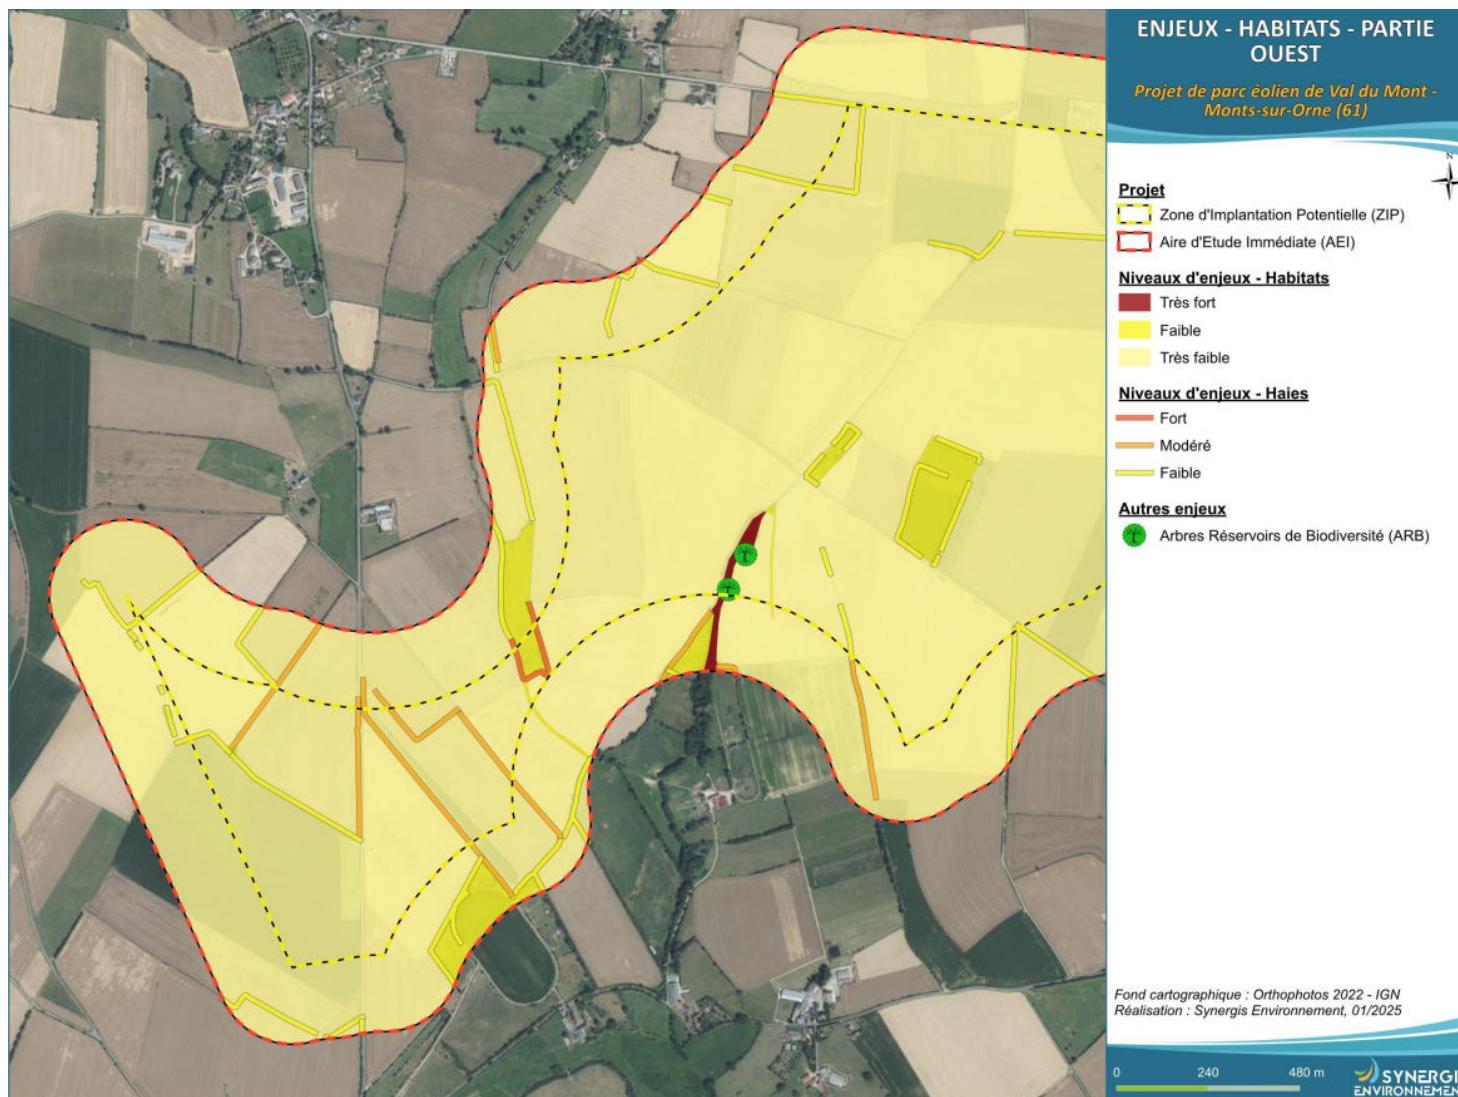 ENJEUX - HABITATS - PARTIE
OUEST
Projet de parc éolien de Val du Mont -
Monts-sur-Orne (61)
N
Projet
Zone d'Implantation Potentielle (ZIP)
Aire d'Etude Immédiate (AEI)
Niveaux d'enjeux - Habitats
Très fort
Faible
Très faible
Niveaux d'enjeux - Haies
Fort
Modéré
Faible
Autres enjeux
Arbres Réservoirs de Biodiversité (ARB)
Fond cartographique : Orthophotos 2022 - IGN
Réalisation : Synergis Environnement, 01/2025
0 240 480 m
SYNERGI
ENVIRONNEMEN